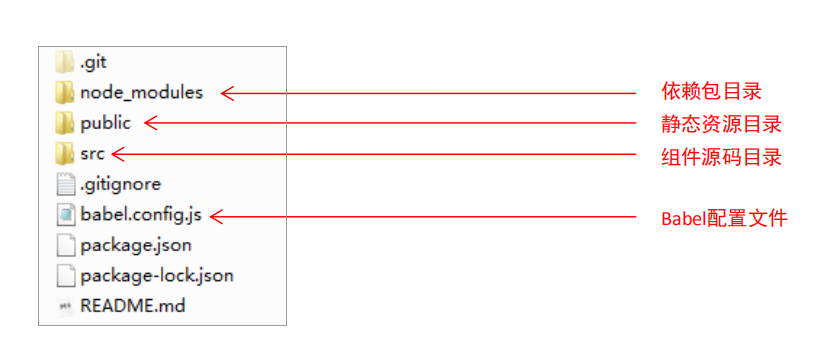 .git
node_modules 依赖包目录
public 静态资源目录
src 组件源码目录
.gitignore
babel.config.js Babel配置文件
package.json
package-lock.json
README.md